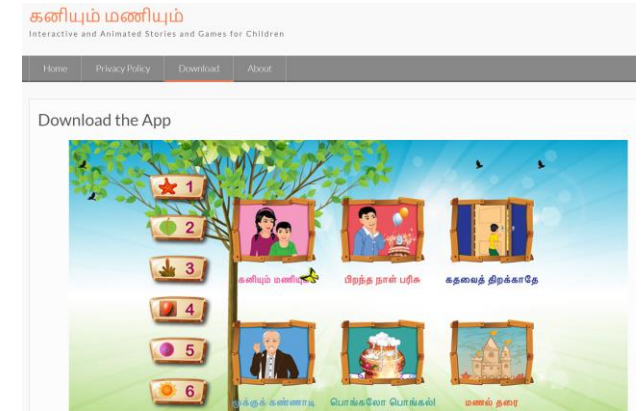 கனியும் மணியும்
Interactive and Animated Stories and Games for Children
Home Privacy Policy Download About
Download the App
1
2
3
4
5
6
கனியும் மணியும்
பிறந்த நாள் பரிசு
கதவைத் திறக்காதே
மூக்குக் கண்ணாடி
பொங்கலோ பொங்கல்!
மணல் தரை